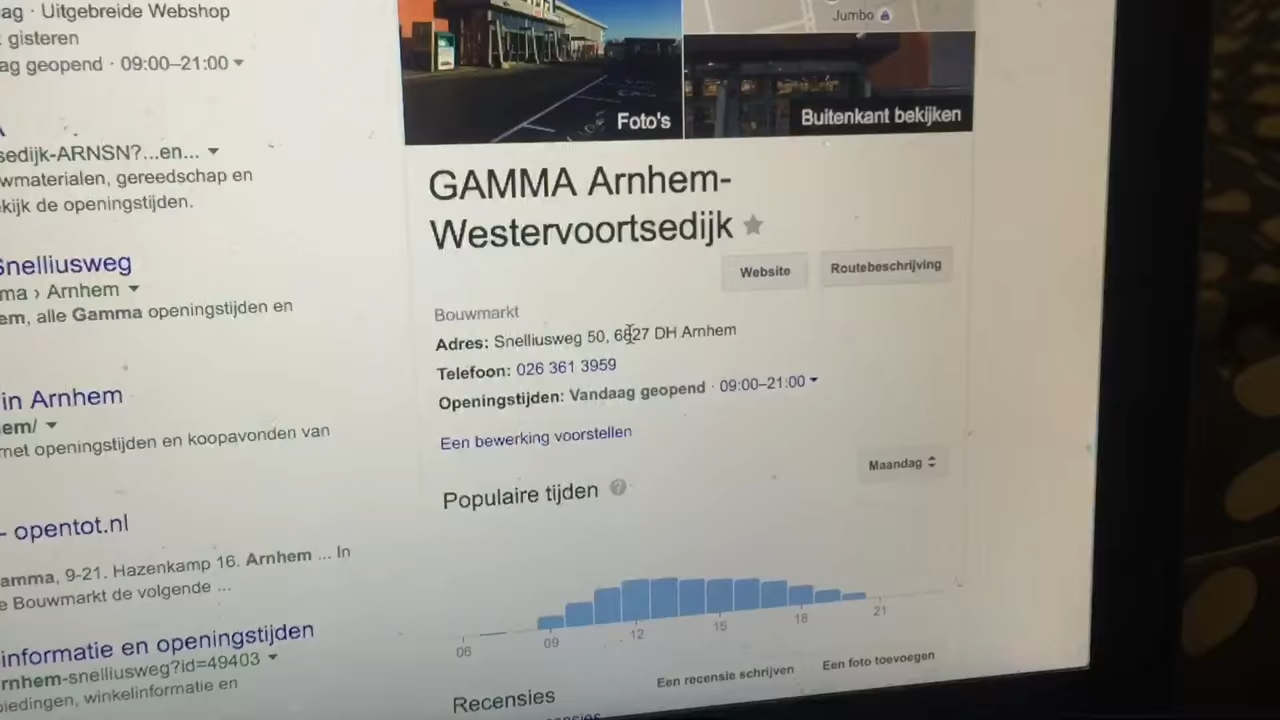 ag · Uitgebreide Webshop
gisteren
ag geopend · 09:00–21:00
sedijk-ARNSN?...en...
wmaterialen, gereedschap en
kijk de openingstijden.
Snelliusweg
ma › Arnhem
em, alle Gamma openingstijden en
in Arnhem
em/
met openingstijden en koopavonden van
- opentot.nl
amma, 9-21. Hazenkamp 16. Arnhem ... In
e Bouwmarkt de volgende ...
informatie en openingstijden
rnhem-snelliusweg?id=49403
iedingen, winkelinformatie en
Jumbo
Foto's
Buitenkant bekijken
GAMMA Arnhem-
Westervoortsedijk
Website
Routebeschrijving
Bouwmarkt
Adres: Snelliusweg 50, 6827 DH Arnhem
Telefoon: 026 361 3959
Openingstijden: Vandaag geopend · 09:00–21:00
Een bewerking voorstellen
Populaire tijden
Maandag
06 09 12 15 18 21
Recensies
Een recensie schrijven
Een foto toevoegen